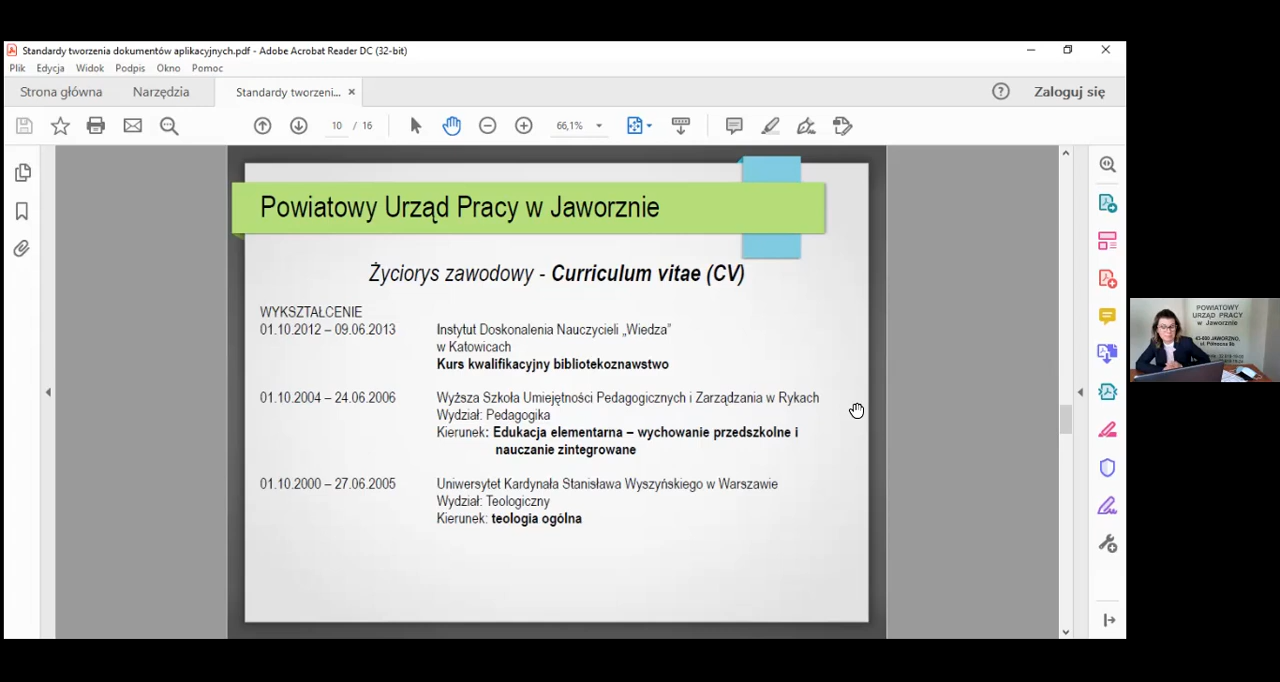 Standardy tworzenia dokumentów aplikacyjnych.pdf - Adobe Acrobat Reader DC (32-bit)
Plik Edycja Widok Podpis Okno Pomoc
Strona główna Narzędzia Standardy tworzeni... Zaloguj się
10 / 16 66,1%
Powiatowy Urząd Pracy w Jaworznie
Życiorys zawodowy - Curriculum vitae (CV)
WYKSZTAŁCENIE
01.10.2012 – 09.06.2013 Instytut Doskonalenia Nauczycieli „Wiedza”
w Katowicach
Kurs kwalifikacyjny bibliotekoznawstwo
01.10.2004 – 24.06.2006 Wyższa Szkoła Umiejętności Pedagogicznych i Zarządzania w Rykach
Wydział: Pedagogika
Kierunek: Edukacja elementarna – wychowanie przedszkolne i
nauczanie zintegrowane
01.10.2000 – 27.06.2005 Uniwersytet Kardynała Stanisława Wyszyńskiego w Warszawie
Wydział: Teologiczny
Kierunek: teologia ogólna
POWIATOWY
URZĄD PRACY
w Jaworznie
43-600 JAWORZNO,